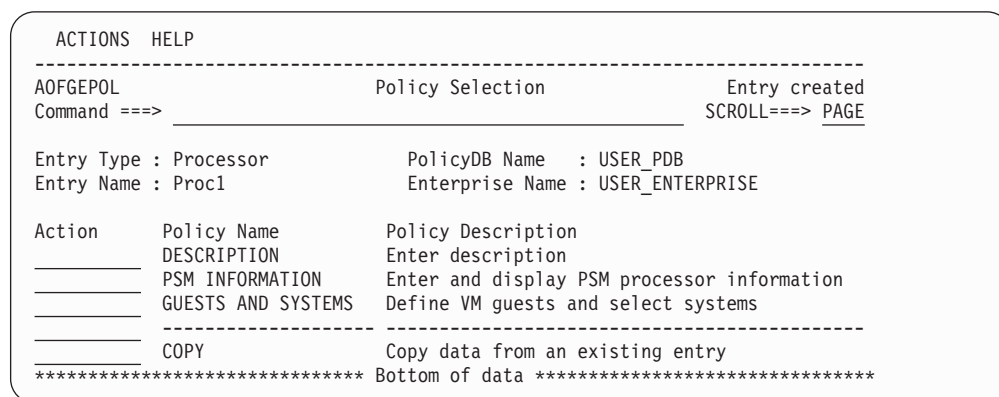 ACTIONS HELP
-------------------------------------------------------------------------------
AOFGEPOL Policy Selection Entry created
Command ===> SCROLL===> PAGE
Entry Type : Processor PolicyDB Name : USER_PDB
Entry Name : Proc1 Enterprise Name : USER_ENTERPRISE
Action Policy Name Policy Description
DESCRIPTION Enter description
PSM INFORMATION Enter and display PSM processor information
GUESTS AND SYSTEMS Define VM guests and select systems
-------------------- ---------------------------------------------
COPY Copy data from an existing entry
******************************* Bottom of data ********************************